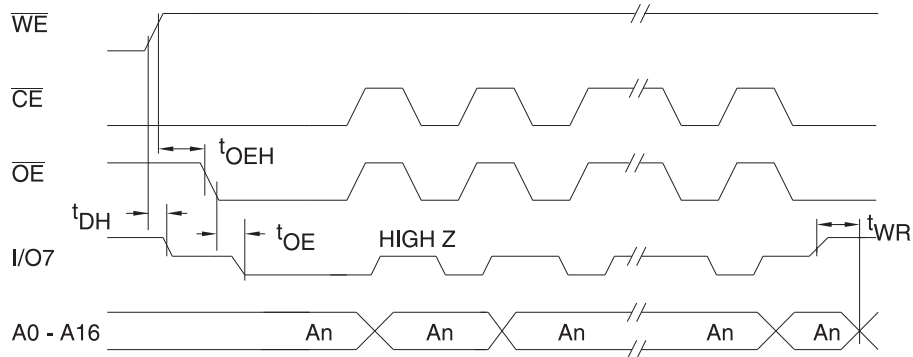 WE
CE
OE
tOEH
tDH
tOE
HIGH Z
tWR
I/O7
A0 - A16 An An An An An